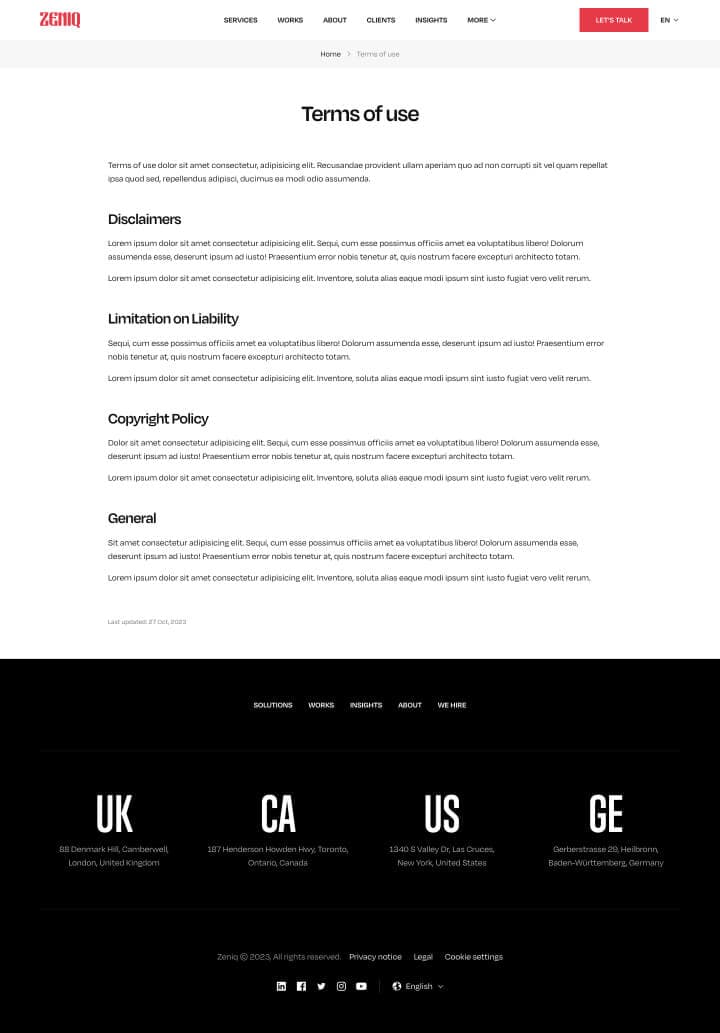 ZENIQ
SERVICES WORKS ABOUT CLIENTS INSIGHTS MORE
LET'S TALK
EN
Home > Terms of use
Terms of use
Terms of use dolor sit amet consectetur, adipisicing elit. Recusandae provident ullam aperiam quo ad non corrupti sit vel quam repellat
ipsa quod sed, repellendus adipisci, ducimus ea modi odio assumenda.
Disclaimers
Lorem ipsum dolor sit amet consectetur adipisicing elit. Sequi, cum esse possimus officiis amet ea voluptatibus libero! Dolorum
assumenda esse, deserunt ipsum ad iusto! Praesentium error nobis tenetur at, quis nostrum facere excepturi architecto totam.
Lorem ipsum dolor sit amet consectetur adipisicing elit. Inventore, soluta alias eaque modi ipsum sint iusto fugiat vero velit rerum.
Limitation on Liability
Sequi, cum esse possimus officiis amet ea voluptatibus libero! Dolorum assumenda esse, deserunt ipsum ad iusto! Praesentium error
nobis tenetur at, quis nostrum facere excepturi architecto totam.
Lorem ipsum dolor sit amet consectetur adipisicing elit. Inventore, soluta alias eaque modi ipsum sint iusto fugiat vero velit rerum.
Copyright Policy
Dolor sit amet consectetur adipisicing elit. Sequi, cum esse possimus officiis amet ea voluptatibus libero! Dolorum assumenda esse,
deserunt ipsum ad iusto! Praesentium error nobis tenetur at, quis nostrum facere excepturi architecto totam.
Lorem ipsum dolor sit amet consectetur adipisicing elit. Inventore, soluta alias eaque modi ipsum sint iusto fugiat vero velit rerum.
General
Sit amet consectetur adipisicing elit. Sequi, cum esse possimus officiis amet ea voluptatibus libero! Dolorum assumenda esse,
deserunt ipsum ad iusto! Praesentium error nobis tenetur at, quis nostrum facere excepturi architecto totam.
Lorem ipsum dolor sit amet consectetur adipisicing elit. Inventore, soluta alias eaque modi ipsum sint iusto fugiat vero velit rerum.
Last updated: 27 Oct, 2023
SOLUTIONS WORKS INSIGHTS ABOUT WE HIRE
UK
88 Denmark Hill, Camberwell,
London, United Kingdom
CA
187 Henderson Howden Hwy, Toronto,
Ontario, Canada
US
1340 S Valley Dr, Las Cruces,
New York, United States
GE
Gerberstrasse 29, Heilbronn,
Baden-Württemberg, Germany
Zeniq © 2023, All rights reserved. Privacy notice Legal Cookie settings
English